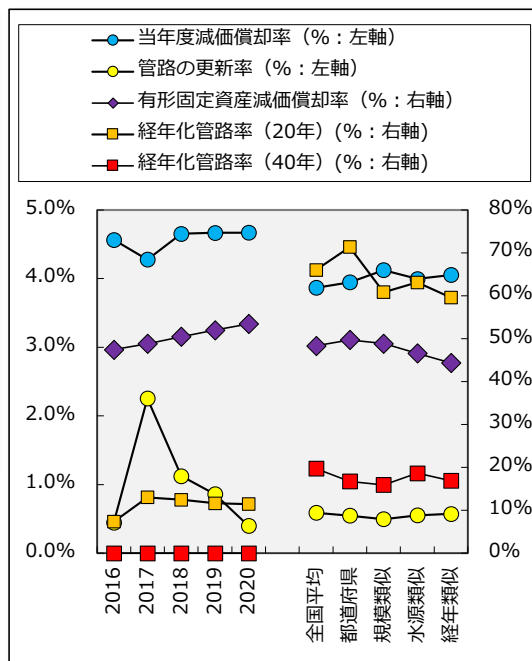 当年度減価償却率（%：左軸）
管路の更新率（%：左軸）
有形固定資産減価償却率（%：右軸）
経年化管路率（20年）(%：右軸)
経年化管路率（40年）(%：右軸)
5.0%
4.0%
3.0%
2.0%
1.0%
0.0%
80%
70%
60%
50%
40%
30%
20%
10%
0%
2016
2017
2018
2019
2020
全国平均
都道府県
規模類似
水源類似
経年類似